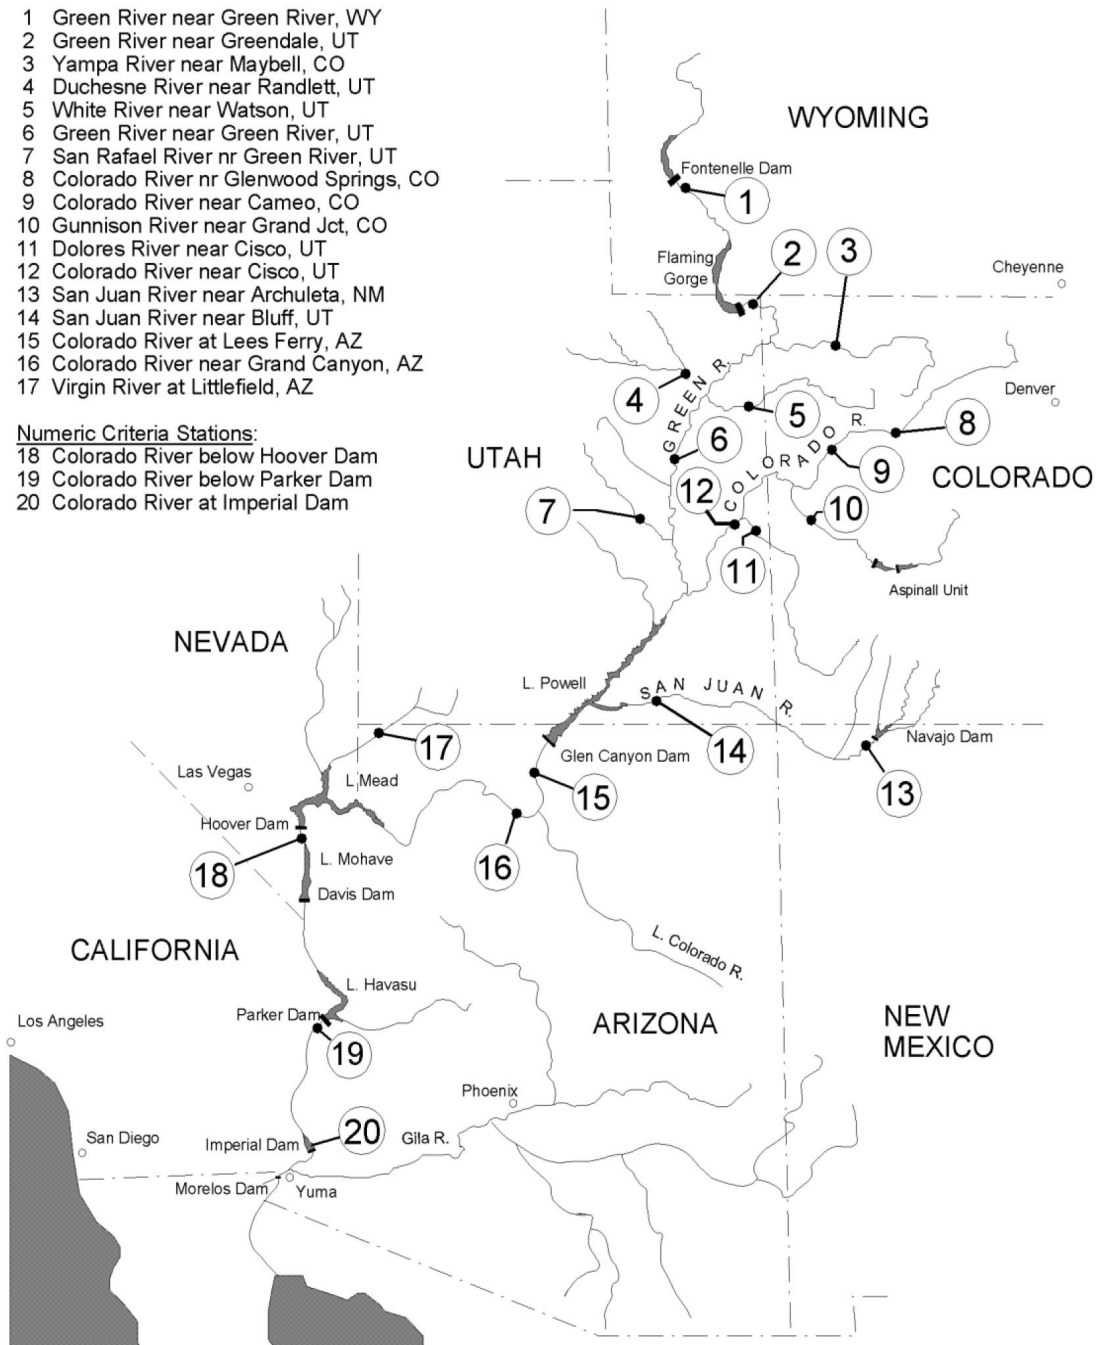 1 Green River near Green River, WY
2 Green River near Greendale, UT
3 Yampa River near Maybell, CO
4 Duchesne River near Randlett, UT
5 White River near Watson, UT
6 Green River near Green River, UT
7 San Rafael River nr Green River, UT
8 Colorado River nr Glenwood Springs, CO
9 Colorado River near Cameo, CO
10 Gunnison River near Grand Jct, CO
11 Dolores River near Cisco, UT
12 Colorado River near Cisco, UT
13 San Juan River near Archuleta, NM
14 San Juan River near Bluff, UT
15 Colorado River at Lees Ferry, AZ
16 Colorado River near Grand Canyon, AZ
17 Virgin River at Littlefield, AZ
Numeric Criteria Stations:
18 Colorado River below Hoover Dam
19 Colorado River below Parker Dam
20 Colorado River at Imperial Dam
WYOMING
Fontenelle Dam
1
Flaming
Gorge
2
3
Cheyenne
GREEN R.
4
5
Denver
8
COLORADO R.
6
9
UTAH
COLORADO
12
10
7
11
Aspinall Unit
NEVADA
L. Powell
SAN JUAN R.
17
Glen Canyon Dam
14
Navajo Dam
Las Vegas
L Mead
15
13
Hoover Dam
18
L. Mohave
16
Davis Dam
CALIFORNIA
L. Colorado R.
L. Havasu
Parker Dam
Los Angeles
19
ARIZONA
NEW
MEXICO
Phoenix
San Diego
Imperial Dam
20
Gila R.
Morelos Dam
Yuma